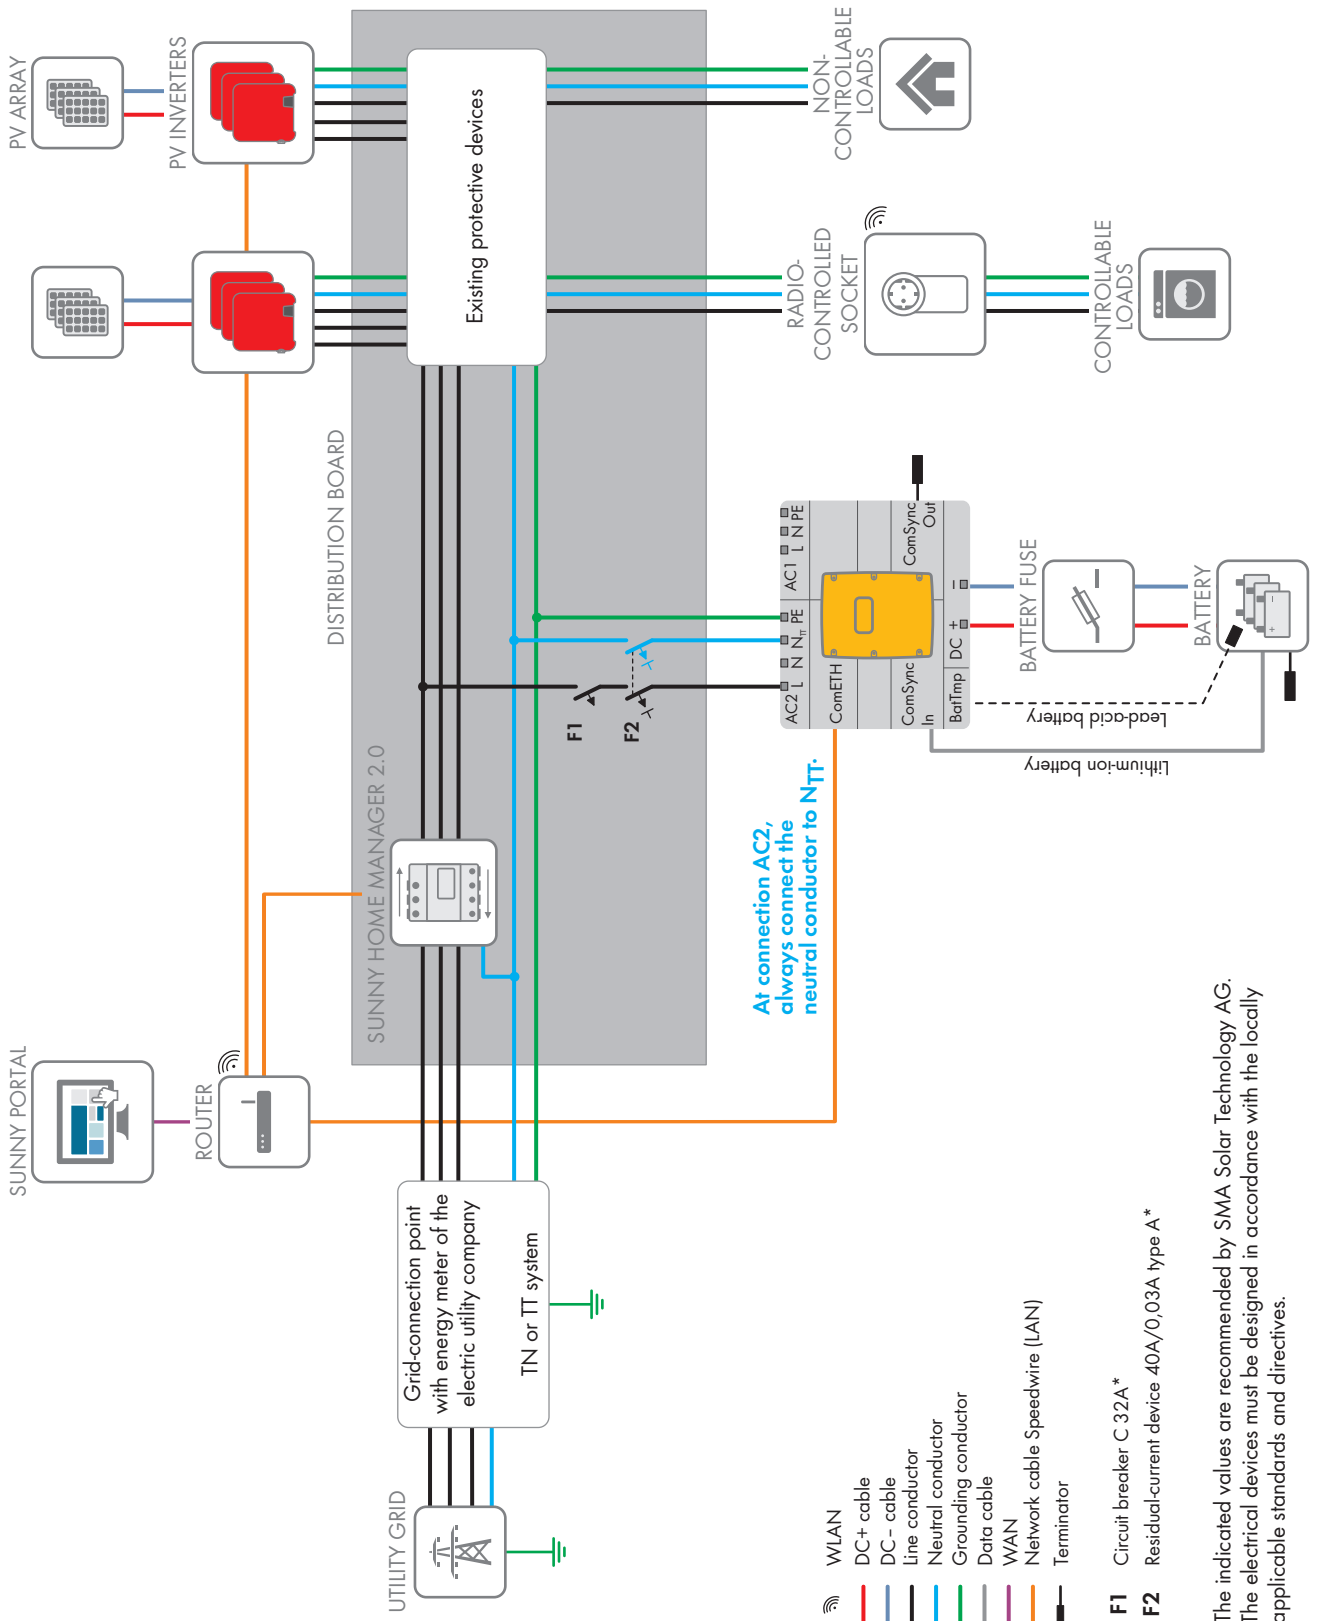 SUNNY PORTAL
ROUTER
PV ARRAY
PV INVERTERS
DISTRIBUTION BOARD
SUNNY HOME MANAGER 2.0
UTILITY GRID
Grid-connection point
with energy meter of the
electric utility company
TN or TT system
Existing protective devices
F1
F2
At connection AC2,
always connect the
neutral conductor to NTT.
AC2 L N NTT PE
AC1 L N PE
ComETH
ComSync
In
ComSync
Out
BatTmp
DC + −
RADIO-
CONTROLLED
SOCKET
NON-
CONTROLLABLE
LOADS
CONTROLLABLE
LOADS
BATTERY FUSE
BATTERY
Lead-acid battery
Lithium-ion battery
WLAN
DC+ cable
DC− cable
Line conductor
Neutral conductor
Grounding conductor
Data cable
WAN
Network cable Speedwire (LAN)
Terminator
F1 Circuit breaker C 32A*
F2 Residual-current device 40A/0,03A type A*
The indicated values are recommended by SMA Solar Technology AG.
The electrical devices must be designed in accordance with the locally
applicable standards and directives.